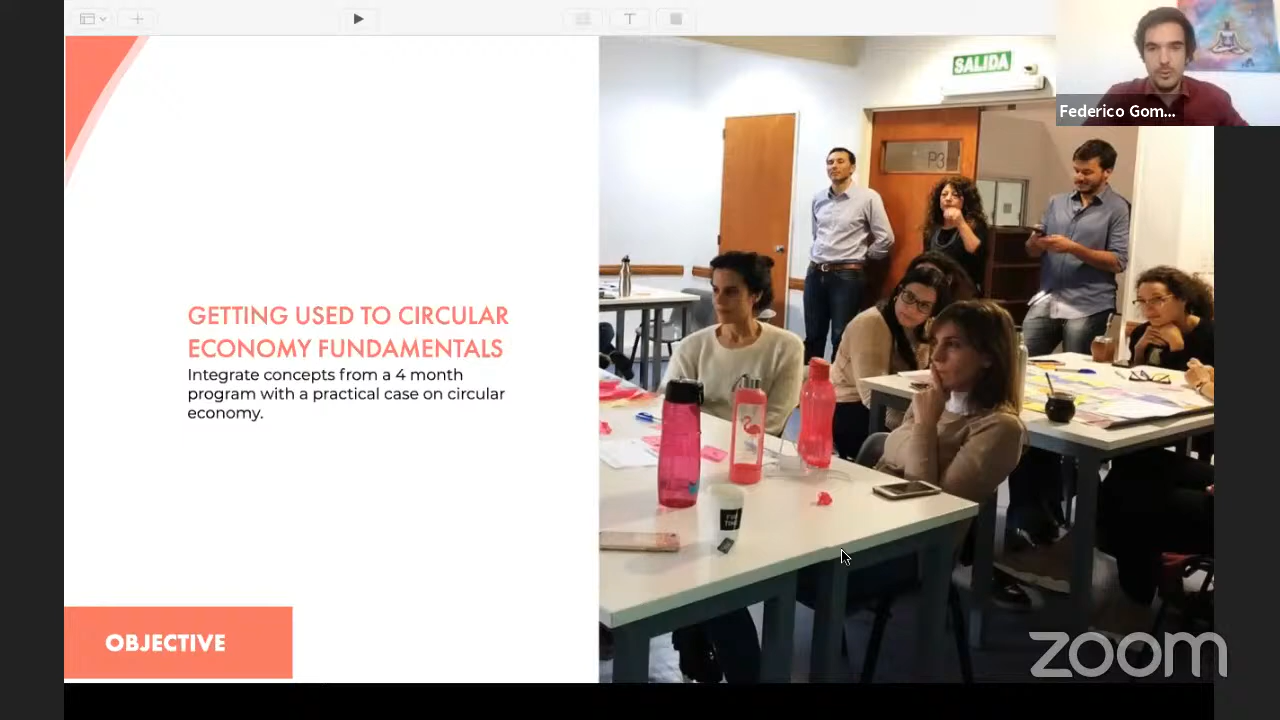 SALIDA
P3
Federico Gom...
GETTING USED TO CIRCULAR
ECONOMY FUNDAMENTALS
Integrate concepts from a 4 month
program with a practical case on circular
economy.
OBJECTIVE
zoom